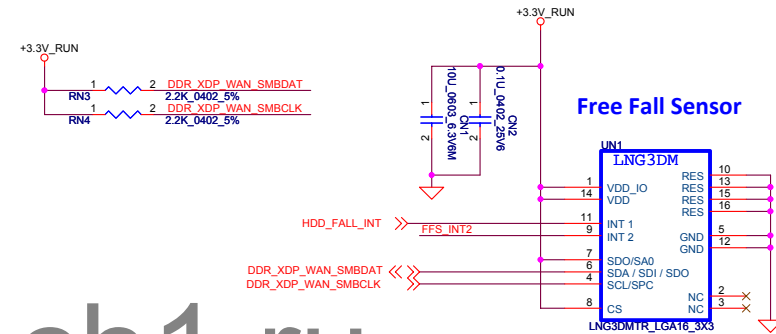 +3.3V_RUN
+3.3V_RUN
1 2 DDR_XDP_WAN_SMBDAT
RN3 2.2K_0402_5%
1 2 DDR_XDP_WAN_SMBCLK
RN4 2.2K_0402_5%
1
2
10U_0603_6.3V6M
CN1
1
2
0.1U_0402_25V6
CN2
Free Fall Sensor
UN1
LNG3DM
1 VDD_IO
14 VDD
11 INT 1
9 INT 2
7 SDO/SA0
6 SDA / SDI / SDO
4 SCL/SPC
8 CS
RES 10
RES 13
RES 15
RES 16
GND 5
GND 12
NC 2
NC 3
HDD_FALL_INT
FFS_INT2
DDR_XDP_WAN_SMBDAT
DDR_XDP_WAN_SMBCLK
LNG3DMTR_LGA16_3X3